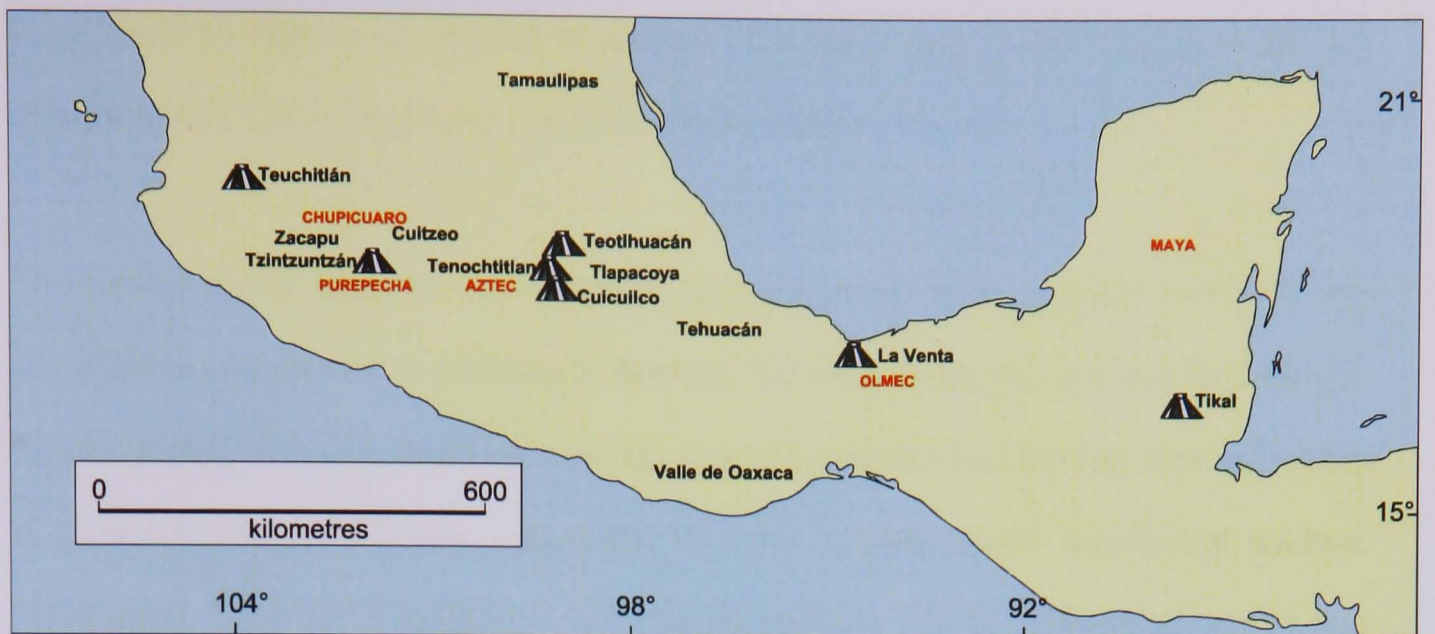 Tamaulipas
21°
Teuchitlán
CHUPICUARO
Zacapu
Cuitzeo
Tzintzuntzán
PUREPECHA
Teotihuacán
Tenochtitlan
Tlapacoya
AZTEC
Cuicuilco
MAYA
Tehuacán
La Venta
OLMEC
Tikal
Valle de Oaxaca
0 600
kilometres
15°
104° 98° 92°